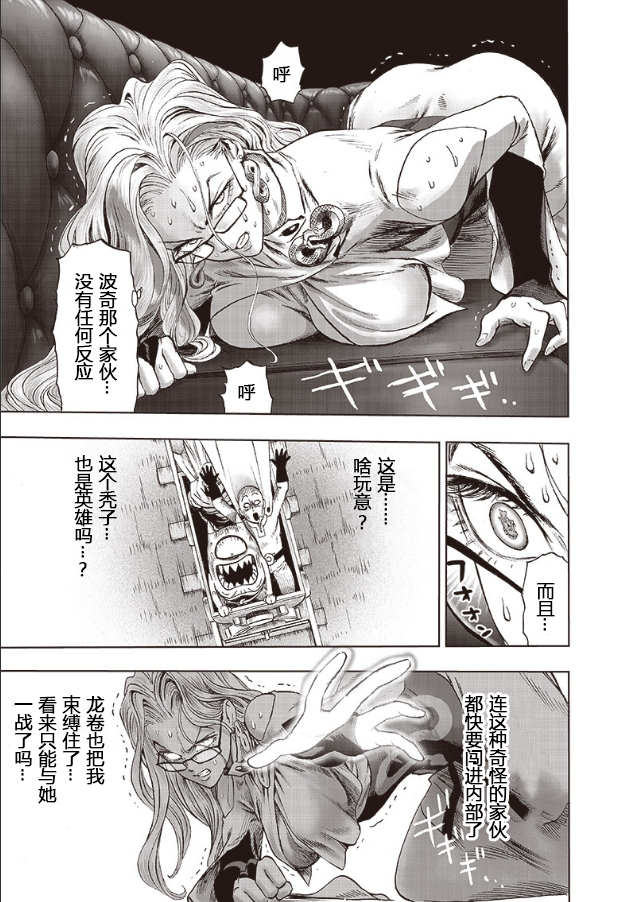 呼
波奇那个家伙…
没有任何反应
呼
ギギギ
而且…
这是……
啥玩意？
这个秃子…
也是英雄吗…？
连这种奇怪的家伙
都快要闯进内部了
龙卷也把我
束缚住了…
看来只能与她
一战了吗…